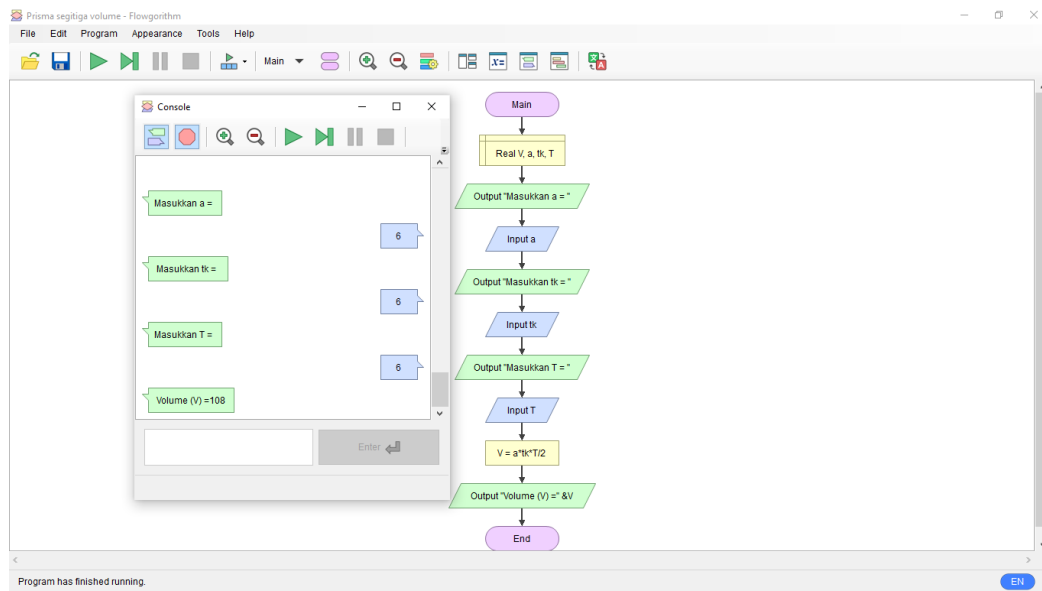 Prisma segitiga volume - Flowgorithm
File Edit Program Appearance Tools Help
Main
x=
Console
Masukkan a =
6
Masukkan tk =
6
Masukkan T =
6
Volume (V) =108
Enter
Main
Real V, a, tk, T
Output "Masukkan a = "
Input a
Output "Masukkan tk = "
Input tk
Output "Masukkan T = "
Input T
V = a*tk*T/2
Output "Volume (V) =" &V
End
Program has finished running.
EN